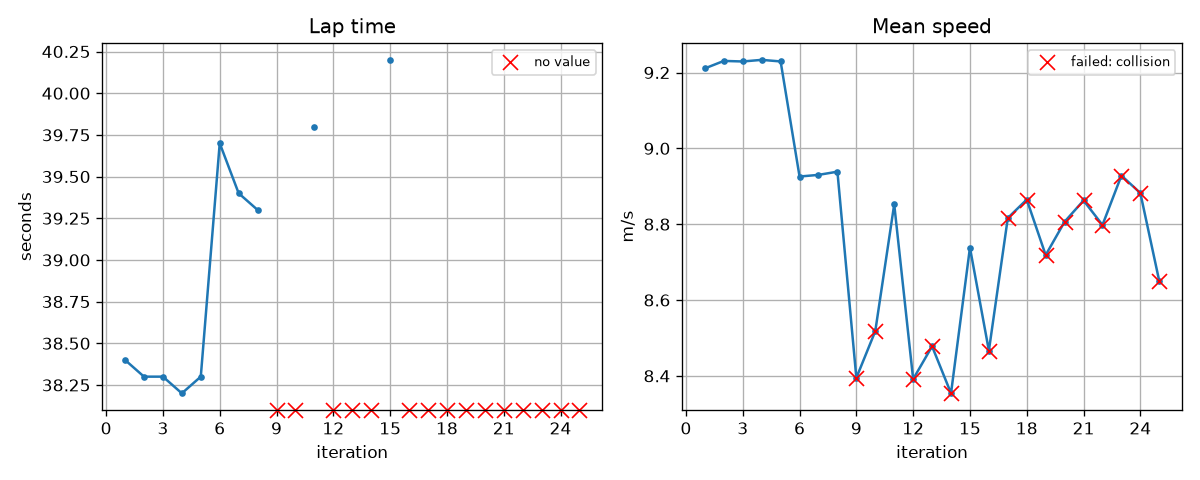 Lap time
40.25
40.00
39.75
39.50
39.25
39.00
38.75
38.50
38.25
seconds
no value
0 3 6 9 12 15 18 21 24
iteration
Mean speed
9.2
9.0
8.8
8.6
8.4
m/s
failed: collision
0 3 6 9 12 15 18 21 24
iteration